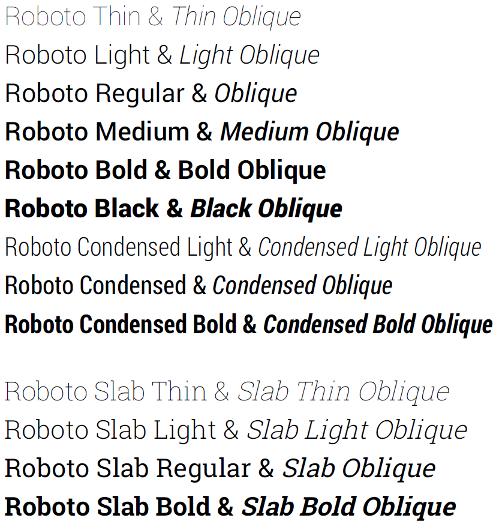 Roboto Thin & Thin Oblique
Roboto Light & Light Oblique
Roboto Regular & Oblique
Roboto Medium & Medium Oblique
Roboto Bold & Bold Oblique
Roboto Black & Black Oblique
Roboto Condensed Light & Condensed Light Oblique
Roboto Condensed & Condensed Oblique
Roboto Condensed Bold & Condensed Bold Oblique
Roboto Slab Thin & Slab Thin Oblique
Roboto Slab Light & Slab Light Oblique
Roboto Slab Regular & Slab Oblique
Roboto Slab Bold & Slab Bold Oblique